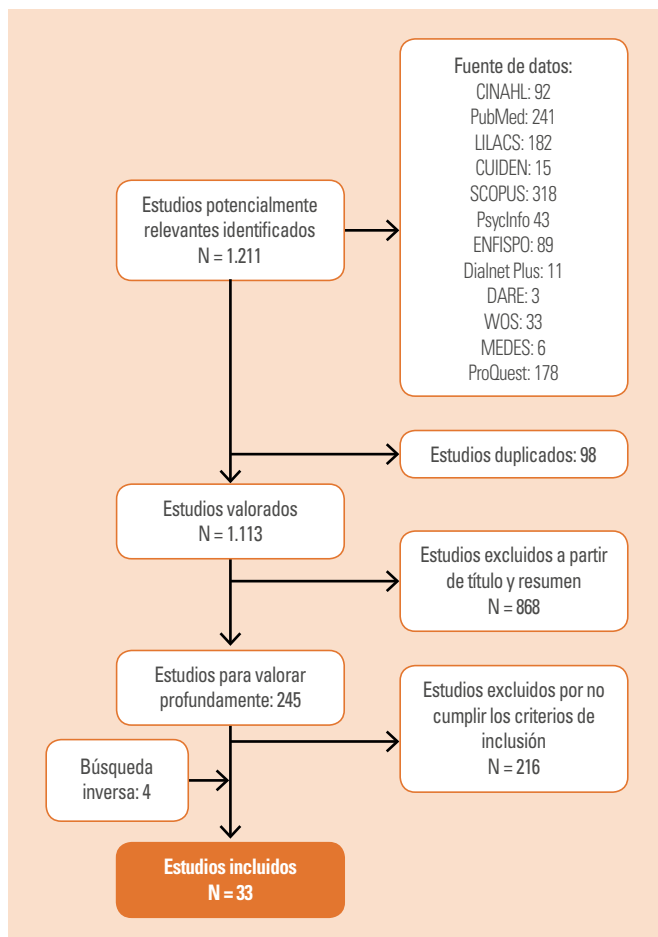 Estudios potencialmente
relevantes identificados
N = 1.211
Fuente de datos:
CINAHL: 92
PubMed: 241
LILACS: 182
CUIDEN: 15
SCOPUS: 318
PsycInfo 43
ENFISPO: 89
Dialnet Plus: 11
DARE: 3
WOS: 33
MEDES: 6
ProQuest: 178
Estudios duplicados: 98
Estudios valorados
N = 1.113
Estudios excluidos a partir
de título y resumen
N = 868
Estudios para valorar
profundamente: 245
Estudios excluidos por no
cumplir los criterios de
inclusión
N = 216
Búsqueda
inversa: 4
Estudios incluidos
N = 33